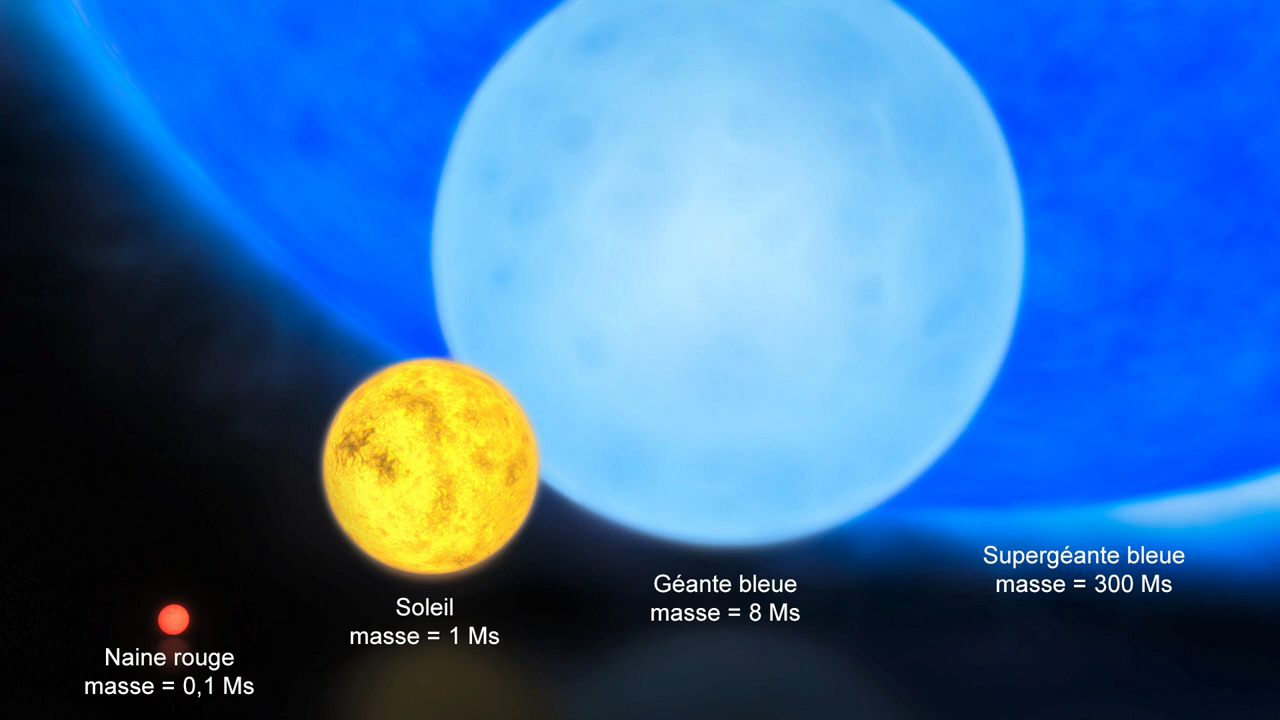 Naine rouge
masse = 0,1 Ms
Soleil
masse = 1 Ms
Géante bleue
masse = 8 Ms
Supergéante bleue
masse = 300 Ms